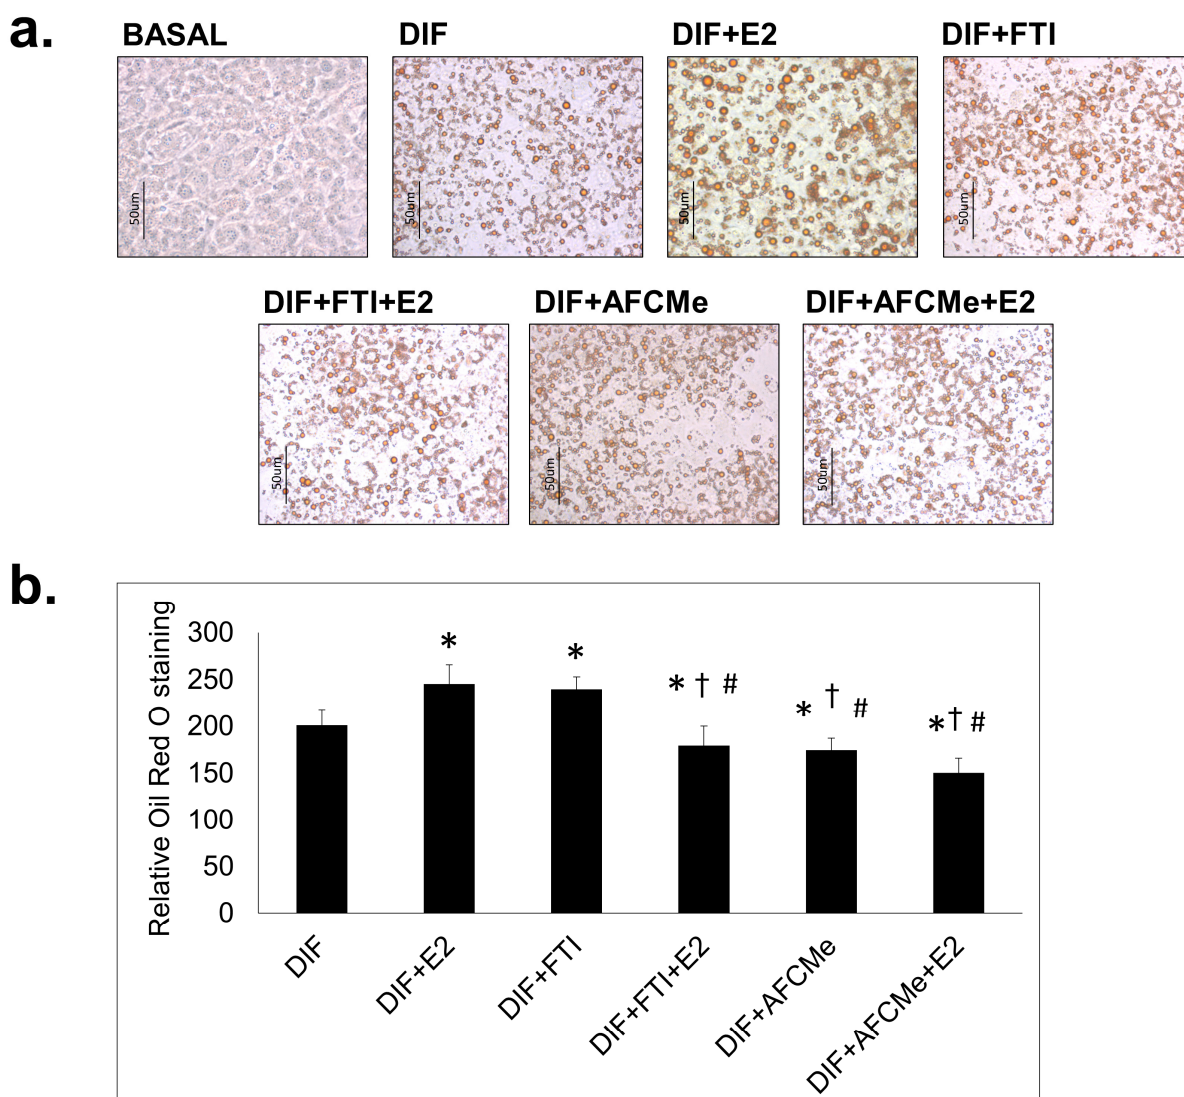 a.
BASAL DIF DIF+E2 DIF+FTI
50um 50um 50um 50um
DIF+FTI+E2 DIF+AFCMe DIF+AFCMe+E2
50um 50um 50um
b.
Relative Oil Red O staining
300
250
200
150
100
50
0
*
*
* † #
* † #
*† #
DIF DIF+E2 DIF+FTI DIF+FTI+E2 DIF+AFCMe DIF+AFCMe+E2